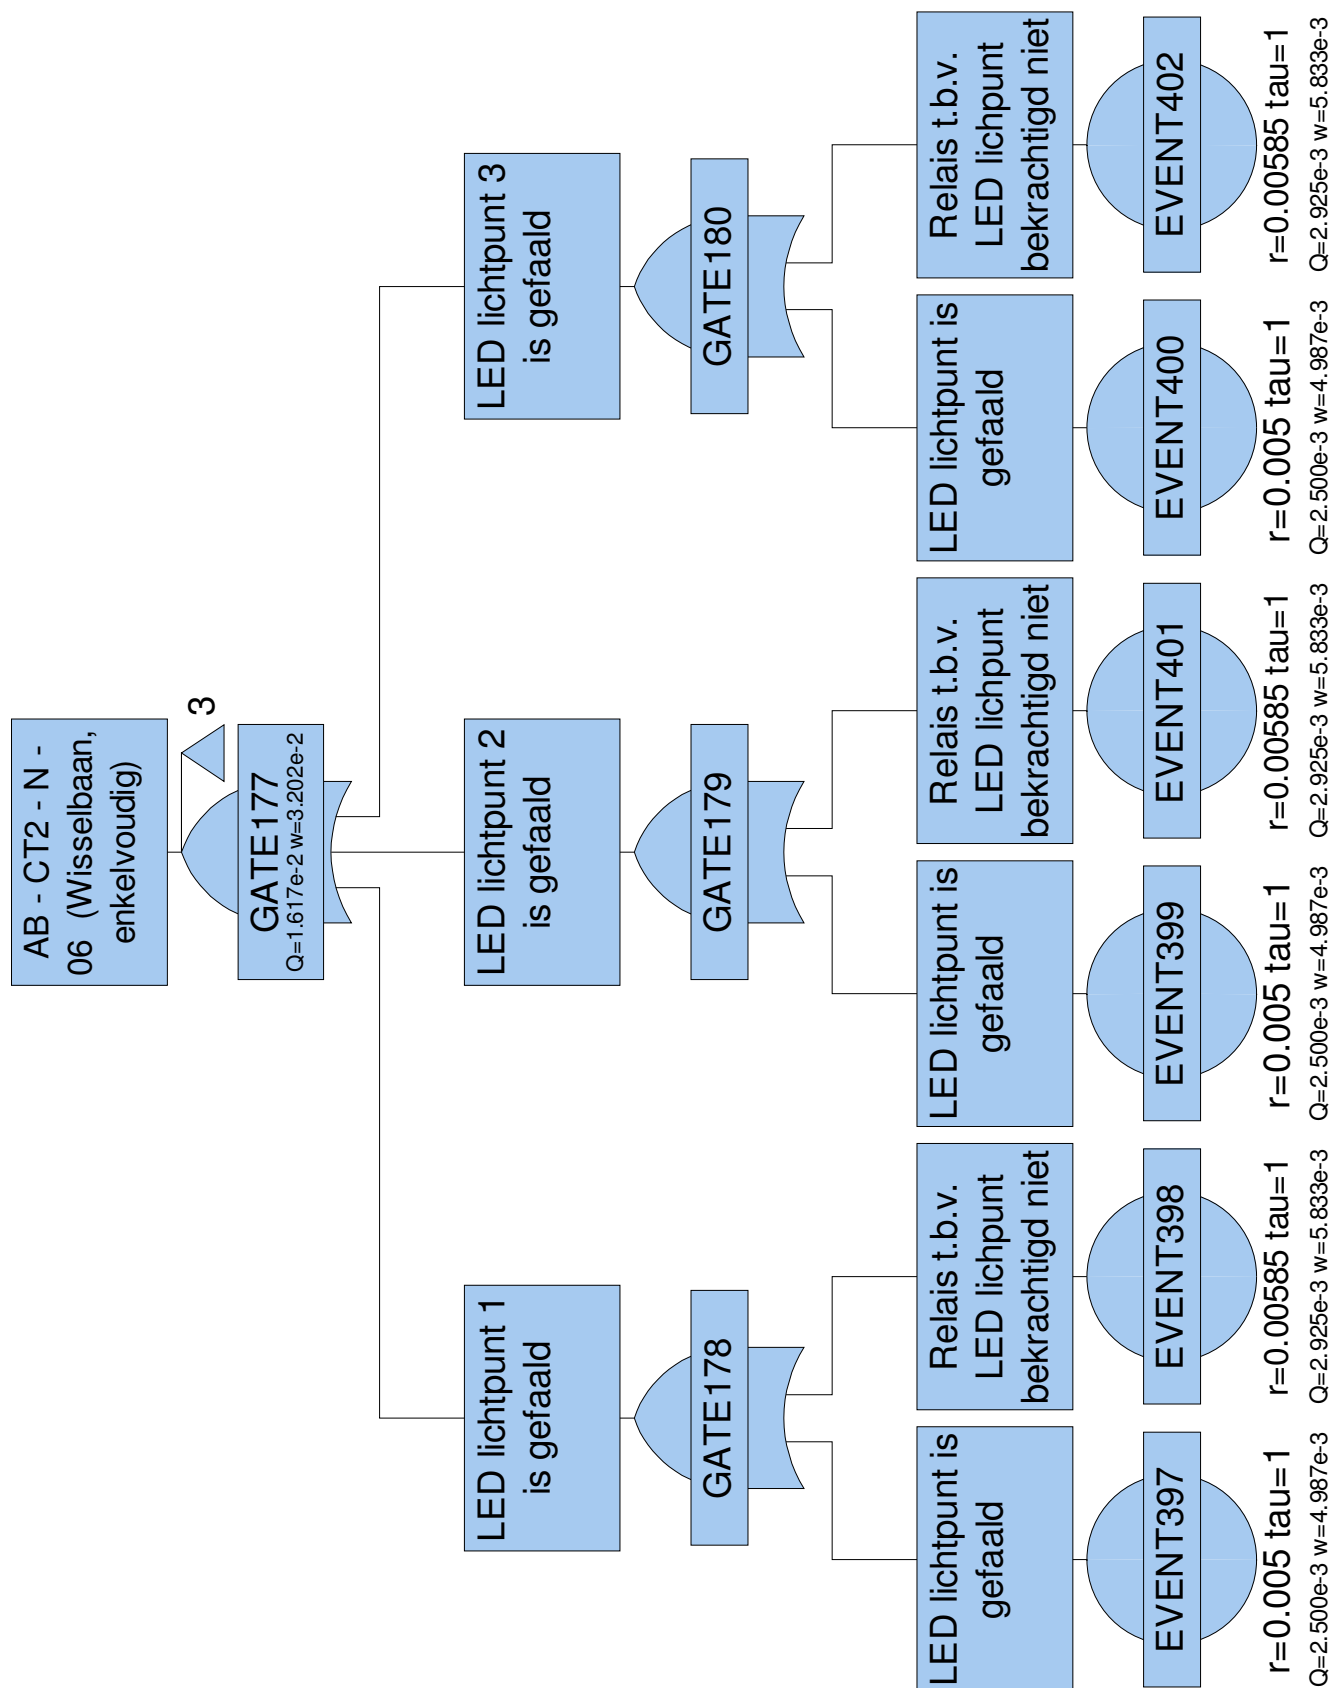 AB - CT2 - N -
06  (Wisselbaan,
enkelvoudig)
3
GATE177
Q=1.617e-2 w=3.202e-2
LED lichtpunt 1
is gefaald
GATE178
LED lichtpunt 2
is gefaald
GATE179
LED lichtpunt 3
is gefaald
GATE180
LED lichtpunt is
gefaald
EVENT397
r=0.005 tau=1
Q=2.500e-3 w=4.987e-3
Relais t.b.v.
LED lichpunt
bekrachtigd niet
EVENT398
r=0.00585 tau=1
Q=2.925e-3 w=5.833e-3
LED lichtpunt is
gefaald
EVENT399
r=0.005 tau=1
Q=2.500e-3 w=4.987e-3
Relais t.b.v.
LED lichpunt
bekrachtigd niet
EVENT401
r=0.00585 tau=1
Q=2.925e-3 w=5.833e-3
LED lichtpunt is
gefaald
EVENT400
r=0.005 tau=1
Q=2.500e-3 w=4.987e-3
Relais t.b.v.
LED lichpunt
bekrachtigd niet
EVENT402
r=0.00585 tau=1
Q=2.925e-3 w=5.833e-3